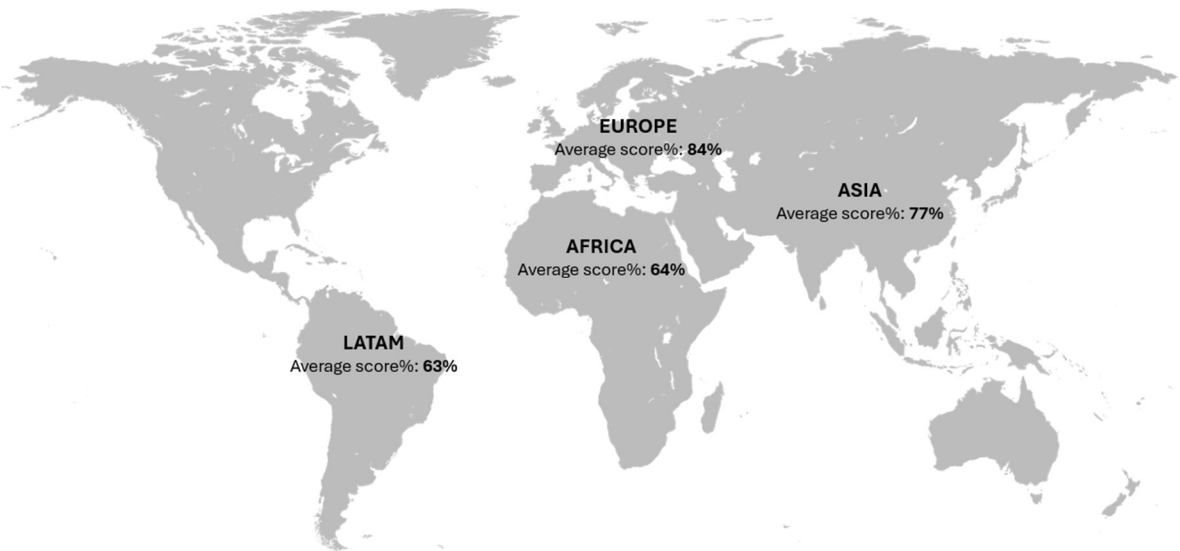 EUROPE
Average score%: 84%
ASIA
Average score%: 77%
AFRICA
Average score%: 64%
LATAM
Average score%: 63%